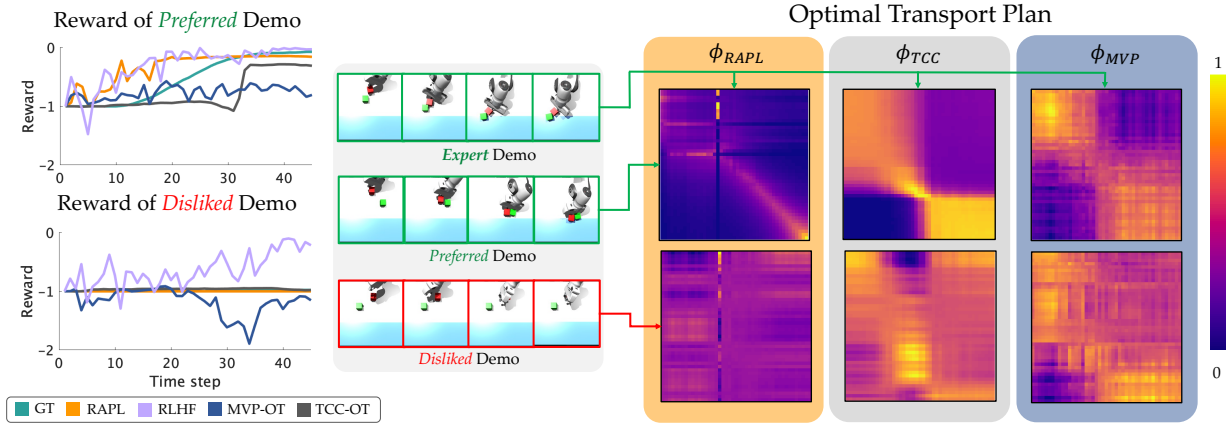 Reward of Preferred Demo
0
-1
-2
Reward
0 10 20 30 40
Reward of Disliked Demo
0
-1
-2
Reward
0 10 20 30 40
Time step
GT RAPL RLHF MVP-OT TCC-OT
Expert Demo
Preferred Demo
Disliked Demo
Optimal Transport Plan
ϕ_RAPL ϕ_TCC ϕ_MVP
1
0